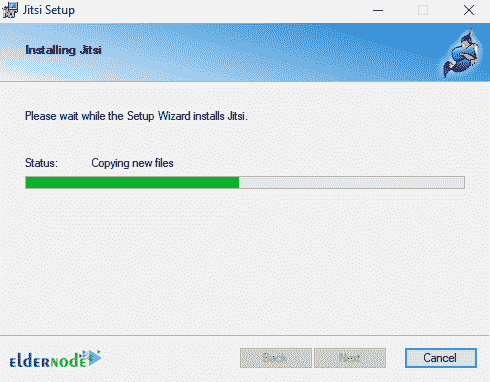 Jitsi Setup
Installing Jitsi
Please wait while the Setup Wizard installs Jitsi.
Status: Copying new files
elderNode
Back Next Cancel